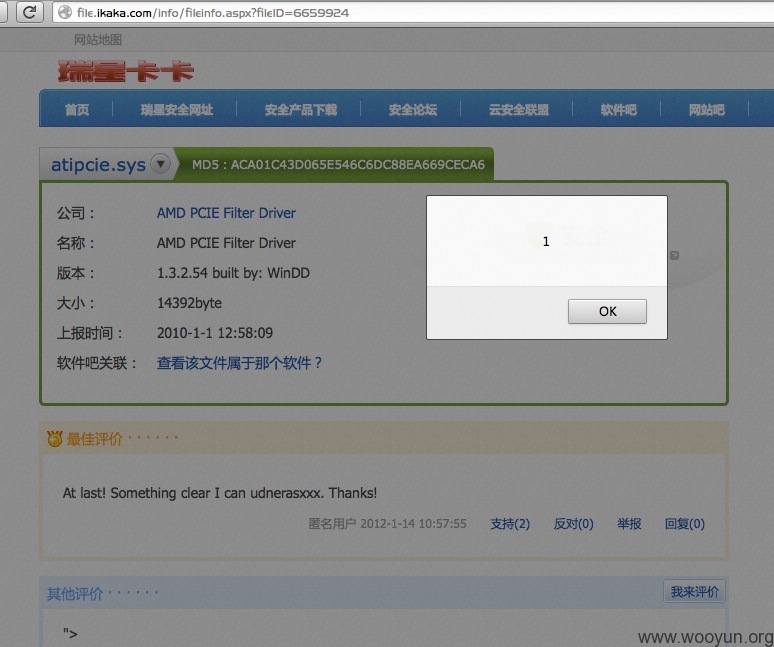 file.ikaka.com/info/fileinfo.aspx?fileID=6659924
网站地图
瑞星卡卡
首页 瑞星安全网址 安全产品下载 安全论坛 云安全联盟 软件吧 网站吧
atipcie.sys MD5：ACA01C43D065E546C6DC88EA669CECA6
公司： AMD PCIE Filter Driver
名称： AMD PCIE Filter Driver
版本： 1.3.2.54 built by: WinDD
大小： 14392byte
上报时间： 2010-1-1 12:58:09
软件吧关联： 查看该文件属于那个软件？
安全
1
OK
最佳评价 · · · · · ·
At last! Something clear I can udnerasxxx. Thanks!
匿名用户 2012-1-14 10:57:55 支持(2) 反对(0) 举报 回复(0)
其他评价 · · · · · ·
我来评价
">
www.wooyun.org